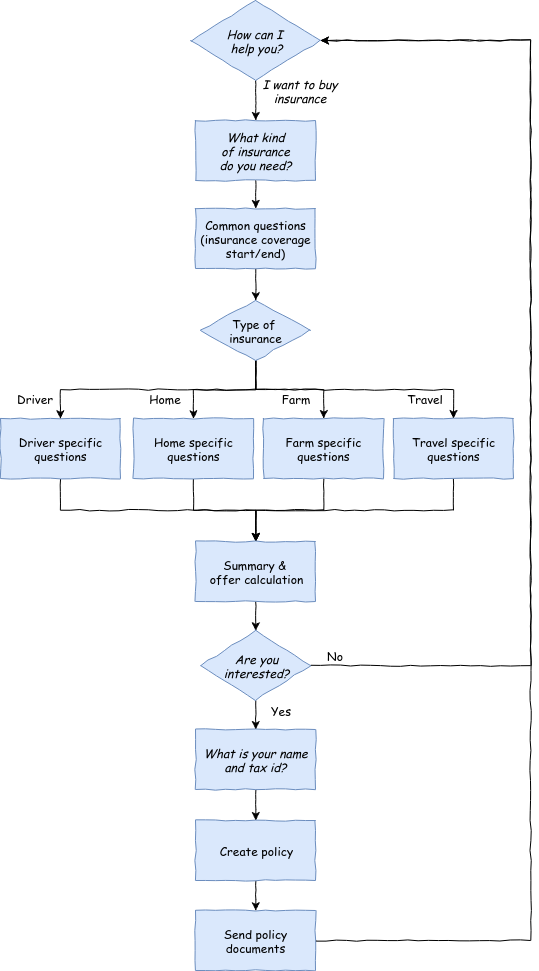 How can I
help you?
I want to buy
insurance
What kind
of insurance
do you need?
Common questions
(insurance coverage
start/end)
Type of
insurance
Driver
Home
Farm
Travel
Driver specific
questions
Home specific
questions
Farm specific
questions
Travel specific
questions
Summary &
offer calculation
Are you
interested?
No
Yes
What is your name
and tax id?
Create policy
Send policy
documents